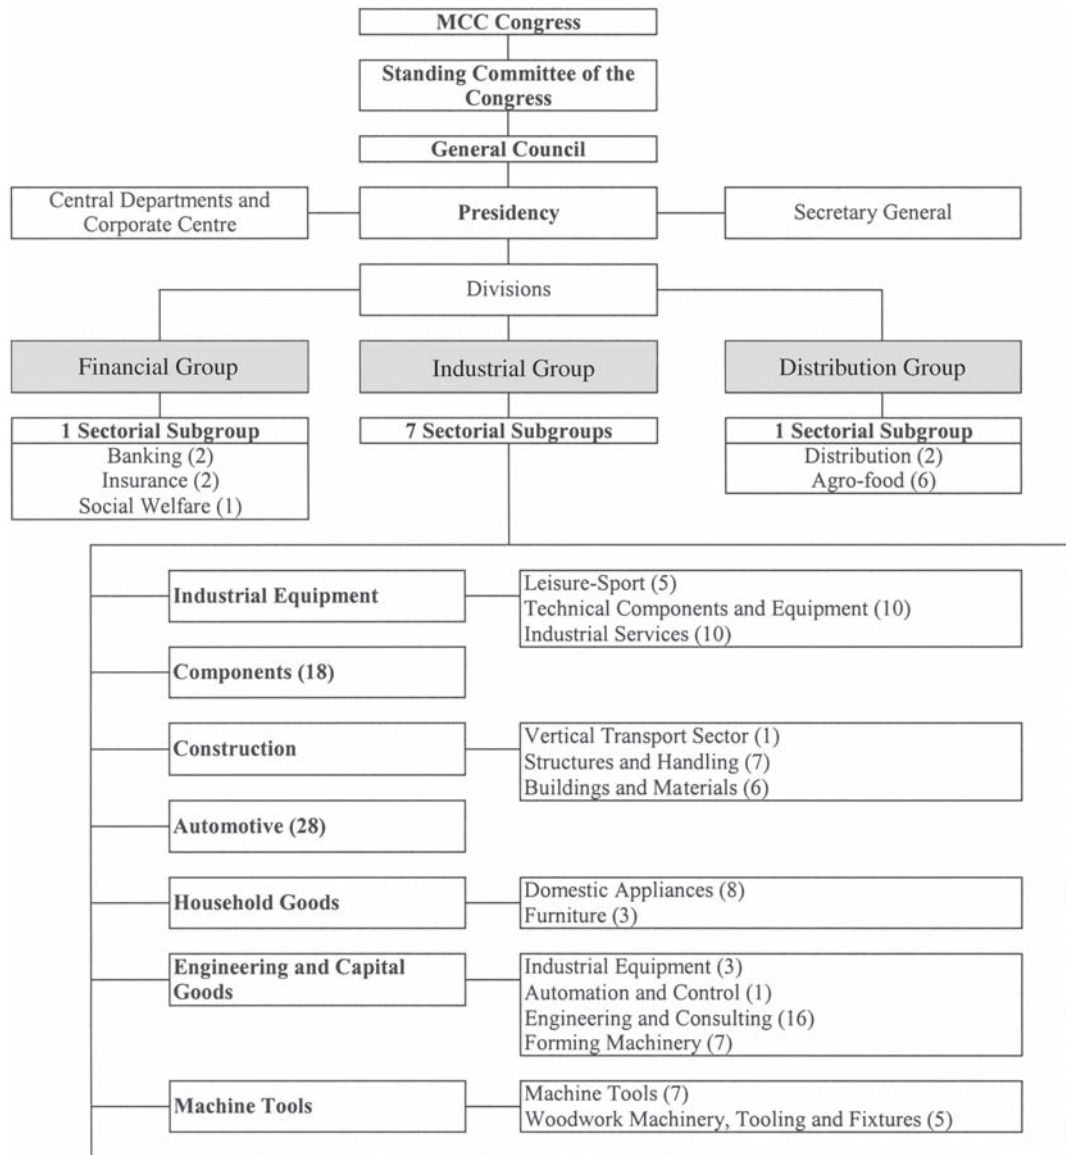 MCC Congress
Standing Committee of the
Congress
General Council
Central Departments and
Corporate Centre
Presidency
Secretary General
Divisions
Financial Group
Industrial Group
Distribution Group
1 Sectorial Subgroup
Banking (2)
Insurance (2)
Social Welfare (1)
7 Sectorial Subgroups
1 Sectorial Subgroup
Distribution (2)
Agro-food (6)
Industrial Equipment
Leisure-Sport (5)
Technical Components and Equipment (10)
Industrial Services (10)
Components (18)
Construction
Vertical Transport Sector (1)
Structures and Handling (7)
Buildings and Materials (6)
Automotive (28)
Household Goods
Domestic Appliances (8)
Furniture (3)
Engineering and Capital
Goods
Industrial Equipment (3)
Automation and Control (1)
Engineering and Consulting (16)
Forming Machinery (7)
Machine Tools
Machine Tools (7)
Woodwork Machinery, Tooling and Fixtures (5)